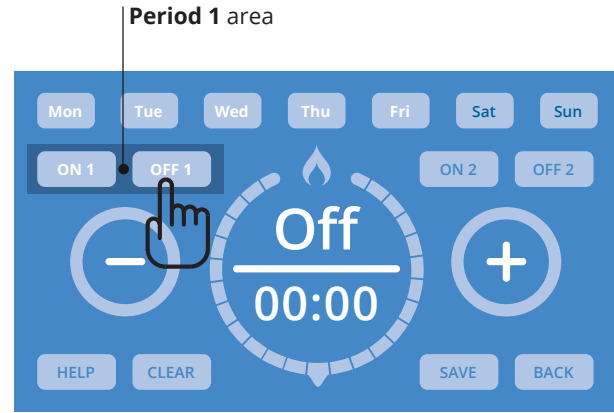 Period 1 area
Mon Tue Wed Thu Fri Sat Sun
ON 1 OFF 1 ON 2 OFF 2
Off
00:00
HELP CLEAR SAVE BACK